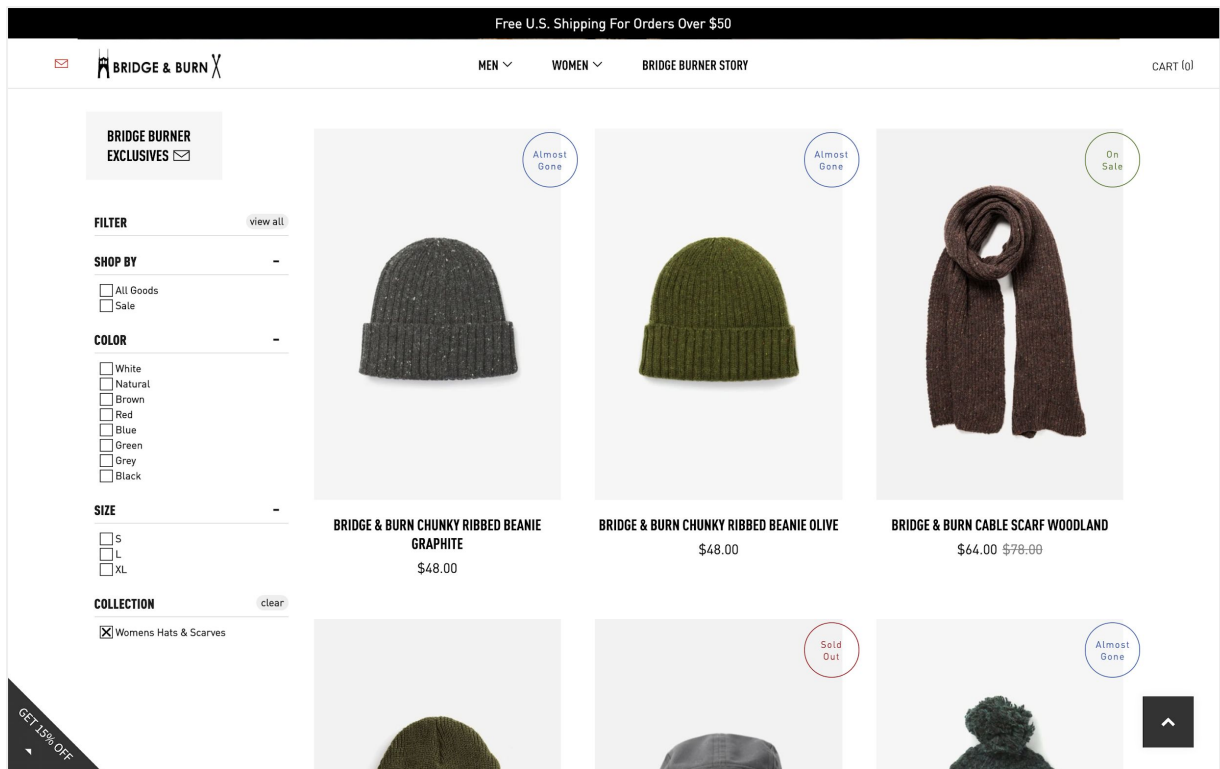 Free U.S. Shipping For Orders Over $50
BRIDGE & BURN
MEN
WOMEN
BRIDGE BURNER STORY
CART (0)
BRIDGE BURNER
EXCLUSIVES
FILTER
view all
SHOP BY
-
All Goods
Sale
COLOR
-
White
Natural
Brown
Red
Blue
Green
Grey
Black
SIZE
-
S
L
XL
COLLECTION
clear
Womens Hats & Scarves
Almost
Gone
BRIDGE & BURN CHUNKY RIBBED BEANIE
GRAPHITE
$48.00
Almost
Gone
BRIDGE & BURN CHUNKY RIBBED BEANIE OLIVE
$48.00
On
Sale
BRIDGE & BURN CABLE SCARF WOODLAND
$64.00 $78.00
Sold
Out
Almost
Gone
GET 15% OFF